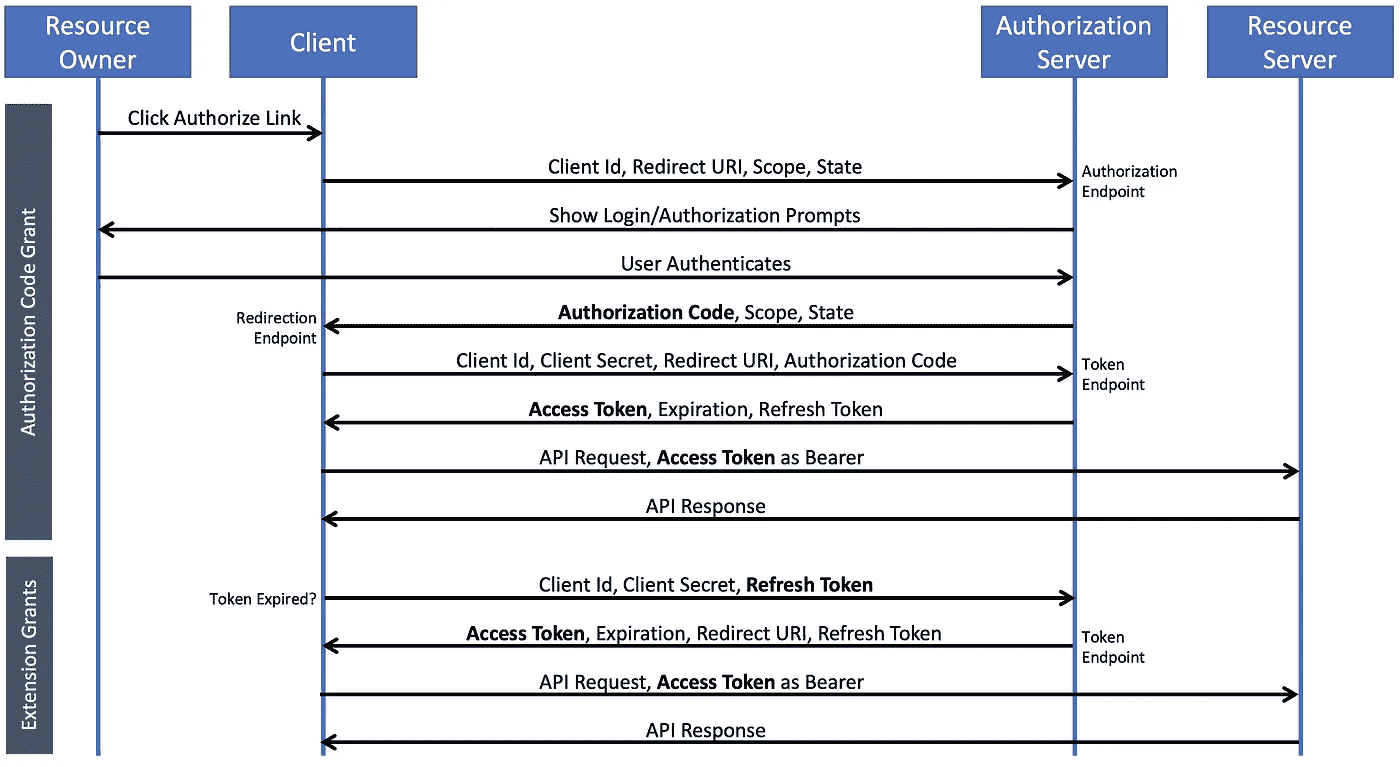 Resource
Owner
Client
Authorization
Server
Resource
Server
Authorization Code Grant
Click Authorize Link
Client Id, Redirect URI, Scope, State
Authorization
Endpoint
Show Login/Authorization Prompts
User Authenticates
Redirection
Endpoint
Authorization Code, Scope, State
Client Id, Client Secret, Redirect URI, Authorization Code
Token
Endpoint
Access Token, Expiration, Refresh Token
API Request, Access Token as Bearer
API Response
Extension Grants
Token Expired?
Client Id, Client Secret, Refresh Token
Access Token, Expiration, Redirect URI, Refresh Token
Token
Endpoint
API Request, Access Token as Bearer
API Response